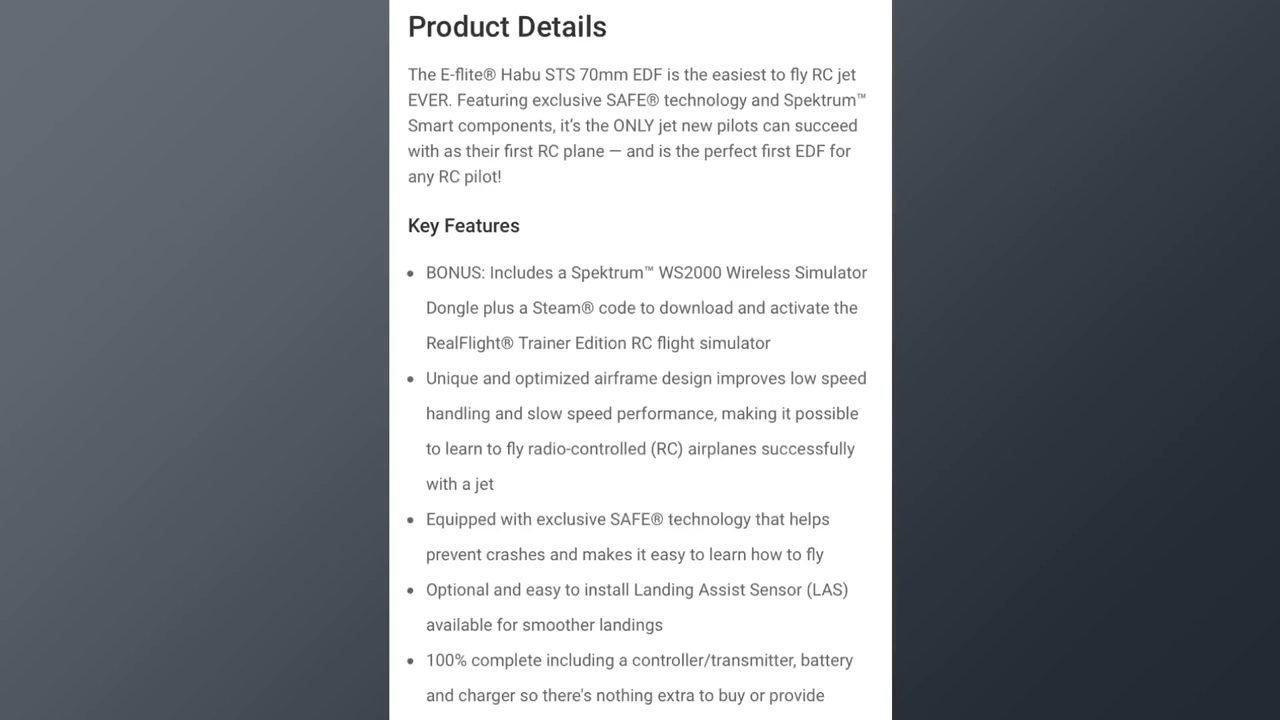 Product Details
The E-flite® Habu STS 70mm EDF is the easiest to fly RC jet
EVER. Featuring exclusive SAFE® technology and Spektrum™
Smart components, it's the ONLY jet new pilots can succeed
with as their first RC plane — and is the perfect first EDF for
any RC pilot!
Key Features
• BONUS: Includes a Spektrum™ WS2000 Wireless Simulator
Dongle plus a Steam® code to download and activate the
RealFlight® Trainer Edition RC flight simulator
• Unique and optimized airframe design improves low speed
handling and slow speed performance, making it possible
to learn to fly radio-controlled (RC) airplanes successfully
with a jet
• Equipped with exclusive SAFE® technology that helps
prevent crashes and makes it easy to learn how to fly
• Optional and easy to install Landing Assist Sensor (LAS)
available for smoother landings
• 100% complete including a controller/transmitter, battery
and charger so there's nothing extra to buy or provide